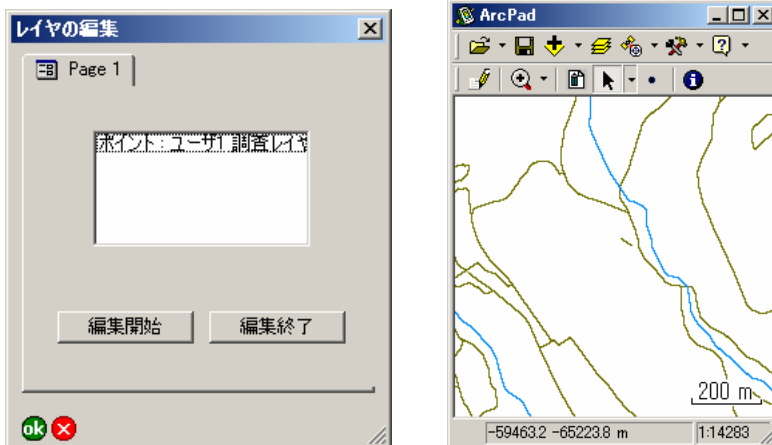 レイヤの編集
Page 1
ポイント：ユーザ1 調査レイヤ
編集開始
編集終了
ok
ArcPad
200 m
-59463.2 -65223.8 m
1:14283